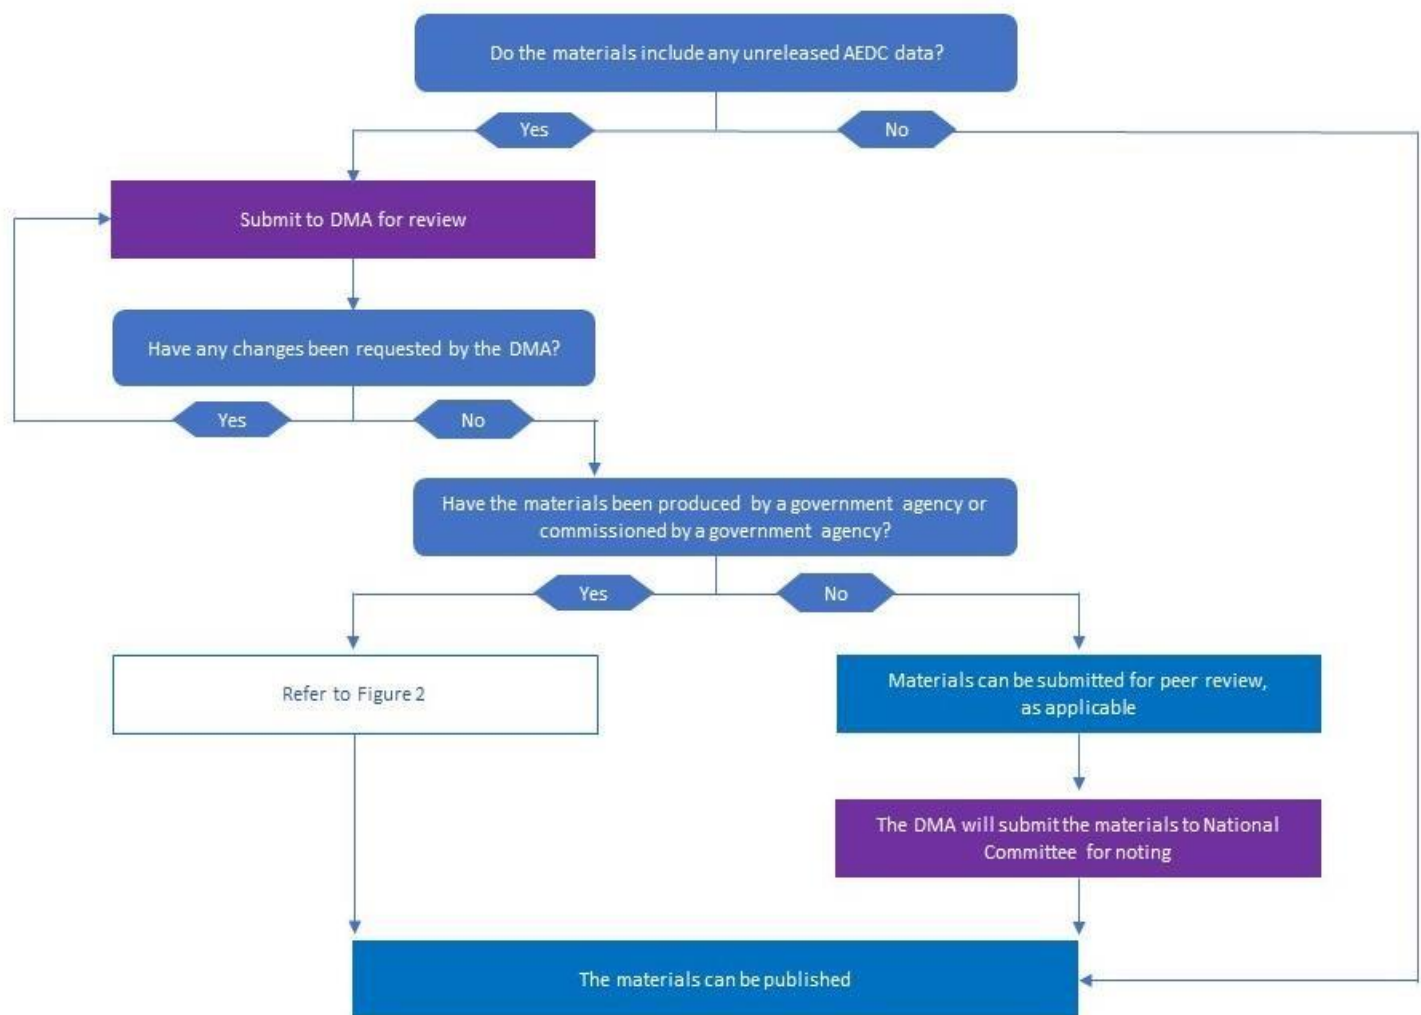 Do the materials include any unreleased AEDC data?
Yes
No
Submit to DMA for review
Have any changes been requested by the DMA?
Yes
No
Have the materials been produced by a government agency or
commissioned by a government agency?
Yes
No
Refer to Figure 2
Materials can be submitted for peer review,
as applicable
The DMA will submit the materials to National
Committee for noting
The materials can be published